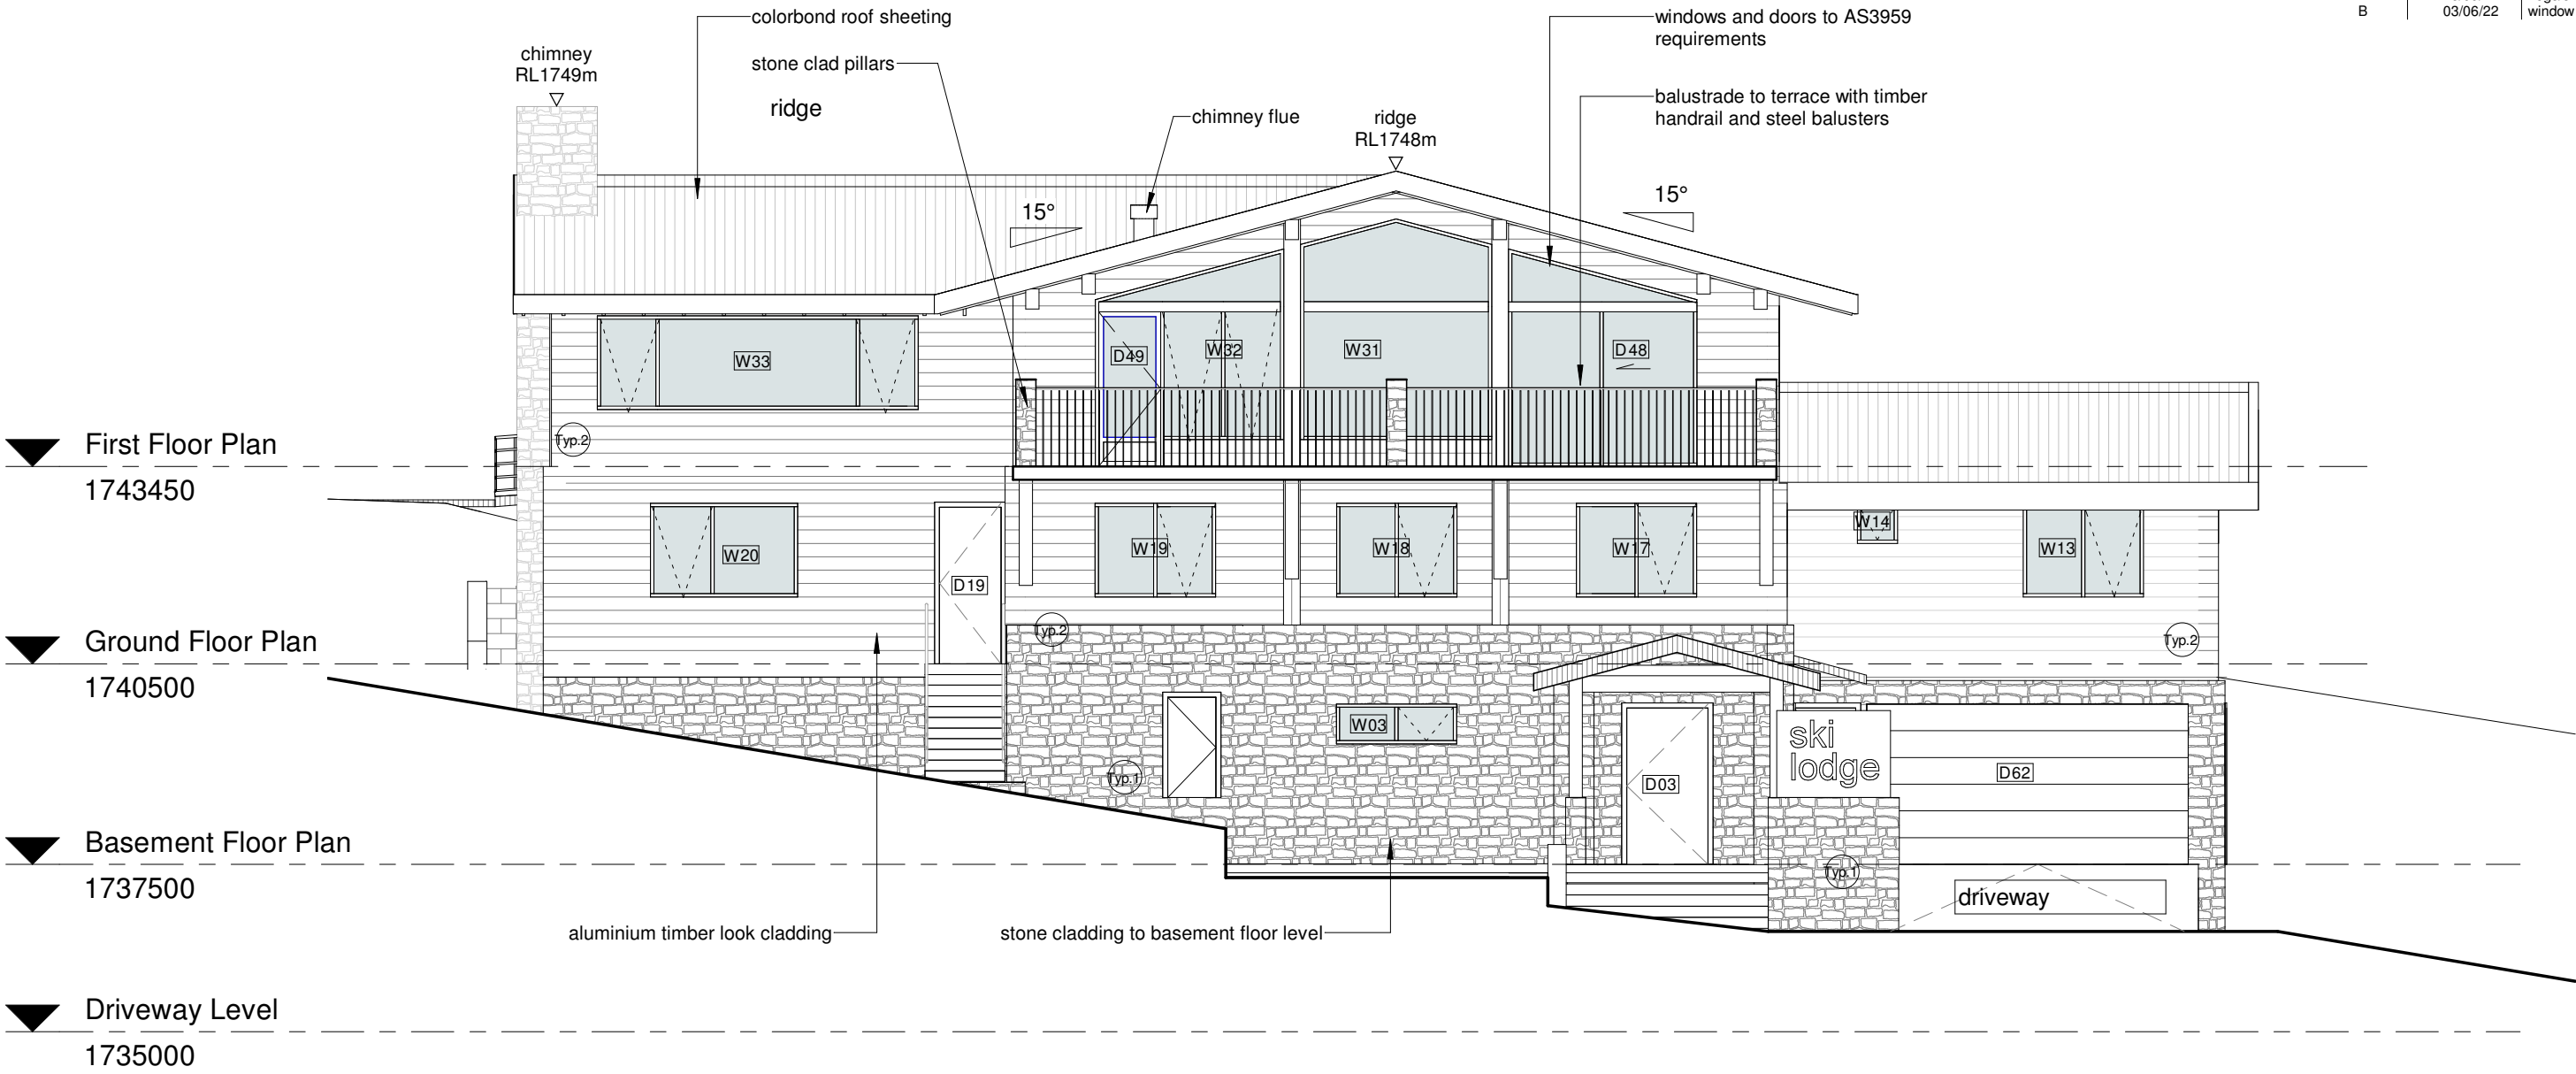 colorbond roof sheeting
windows and doors to AS3959
requirements
B
03/06/22
window
chimney
RL1749m
stone clad pillars
ridge
balustrade to terrace with timber
handrail and steel balusters
chimney flue
ridge
RL1748m
15°
15°
D49
W32
W31
D48
W33
First Floor Plan
1743450
Typ.2
W20
D19
W19
W18
W17
W14
W13
Ground Floor Plan
1740500
Typ.2
Typ.2
W03
ski
lodge
D03
D62
Typ.1
Basement Floor Plan
1737500
Typ.1
driveway
aluminium timber look cladding
stone cladding to basement floor level
Driveway Level
1735000